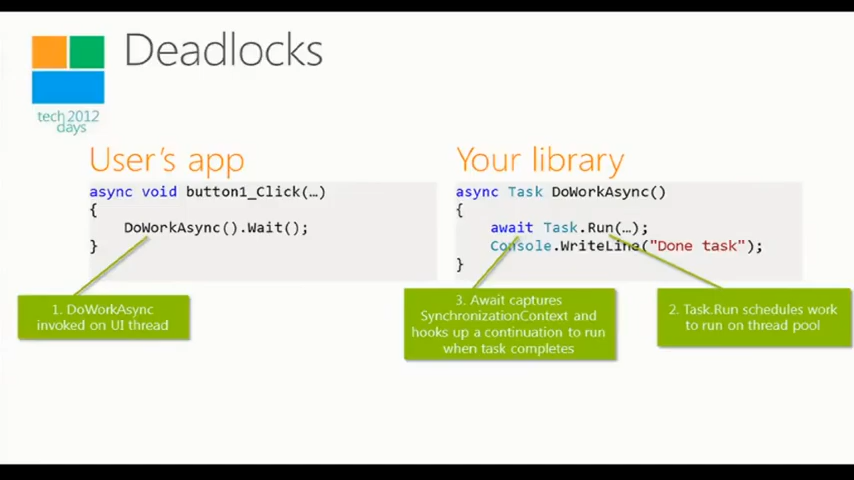 Deadlocks
tech 2012
days
User's app
async void button1_Click(…)
{
DoWorkAsync().Wait();
}
1. DoWorkAsync
invoked on UI thread
Your library
async Task DoWorkAsync()
{
await Task.Run(…);
Console.WriteLine("Done task");
}
3. Await captures
SynchronizationContext and
hooks up a continuation to run
when task completes
2. Task.Run schedules work
to run on thread pool